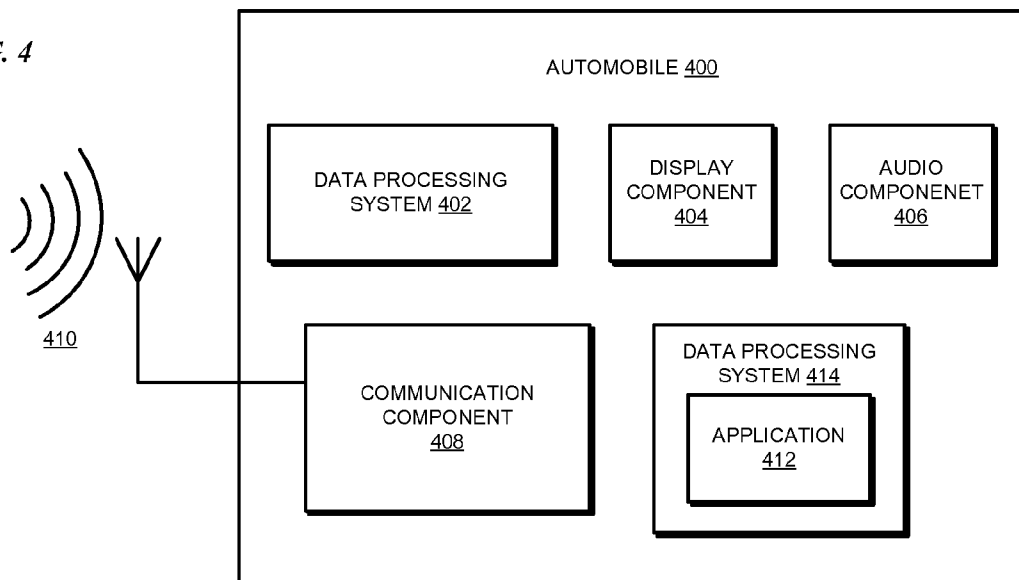 . 4
AUTOMOBILE 400
DATA PROCESSING
SYSTEM 402
DISPLAY
COMPONENT
404
AUDIO
COMPONENET
406
410
COMMUNICATION
COMPONENT
408
DATA PROCESSING
SYSTEM 414
APPLICATION
412